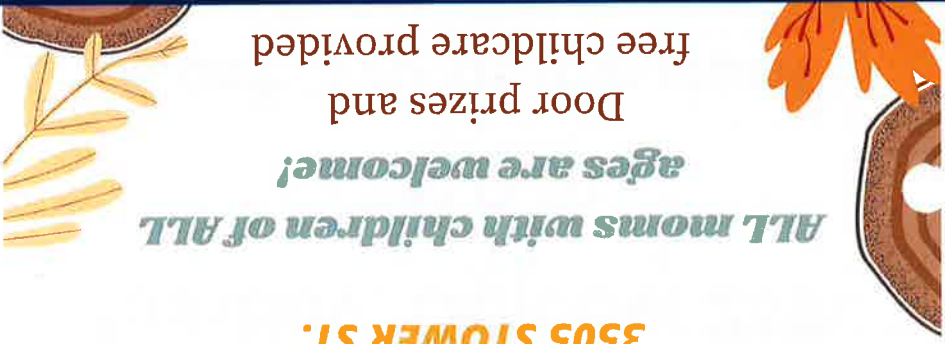 3505 STOWER ST.
ALL moms with children of ALL
ages are welcome!
Door prizes and
free childcare provided